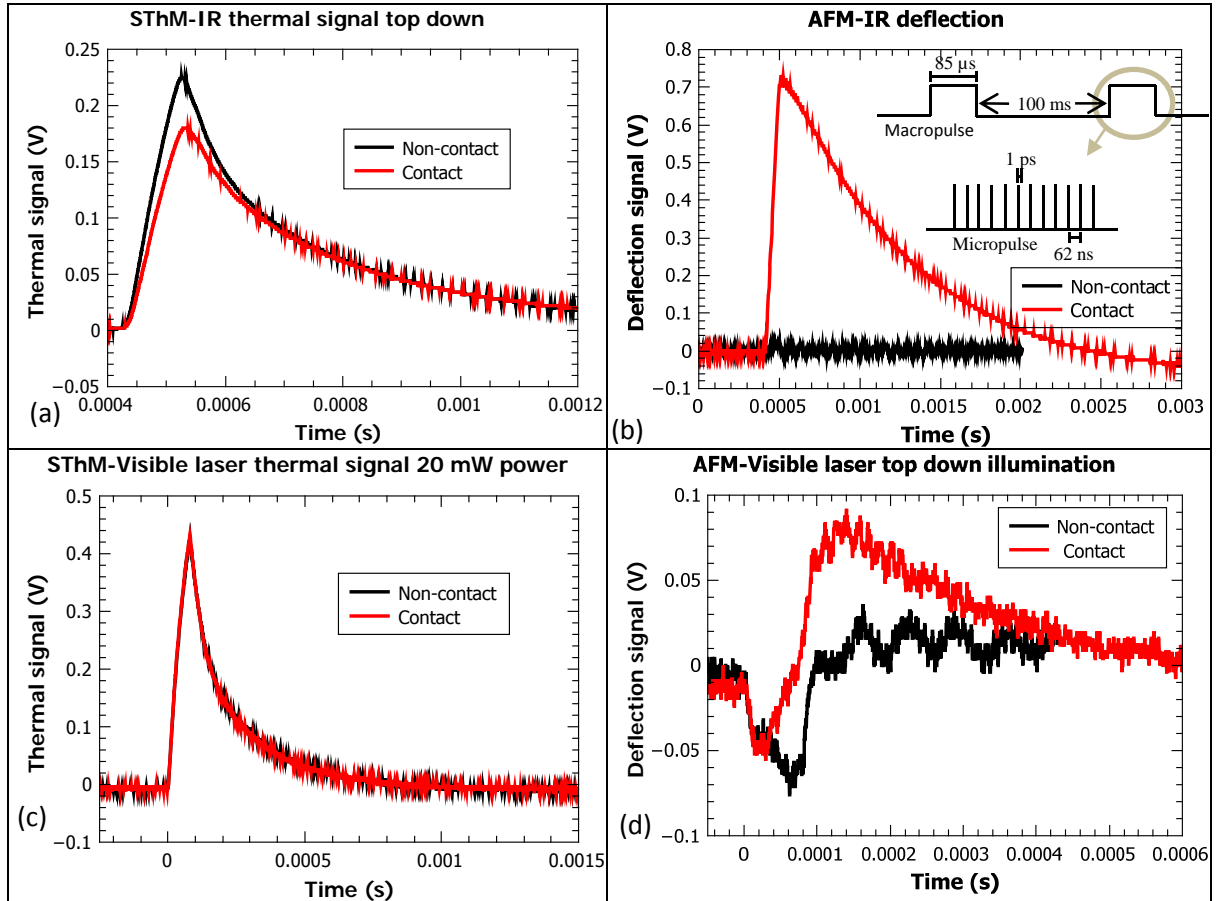 SThM-IR thermal signal top down
Thermal signal (V)
0.25
0.2
0.15
0.1
0.05
0
−0.05
Non-contact
Contact
0.0004 0.0006 0.0008 0.001 0.0012
(a)
Time (s)
AFM-IR deflection
Deflection signal (V)
0.8
0.7
0.6
0.5
0.4
0.3
0.2
0.1
0
−0.1
85 µs
100 ms
Macropulse
1 ps
Micropulse
62 ns
Non-contact
Contact
0 0.0005 0.001 0.0015 0.002 0.0025 0.003
(b)
Time (s)
SThM-Visible laser thermal signal 20 mW power
Thermal signal (V)
0.5
0.4
0.3
0.2
0.1
0
−0.1
Non-contact
Contact
(c)
0 0.0005 0.001 0.0015
Time (s)
AFM-Visible laser top down illumination
Deflection signal (V)
0.1
0.05
0
−0.05
−0.1
Non-contact
Contact
(d)
0 0.0001 0.0002 0.0003 0.0004 0.0005 0.0006
Time (s)